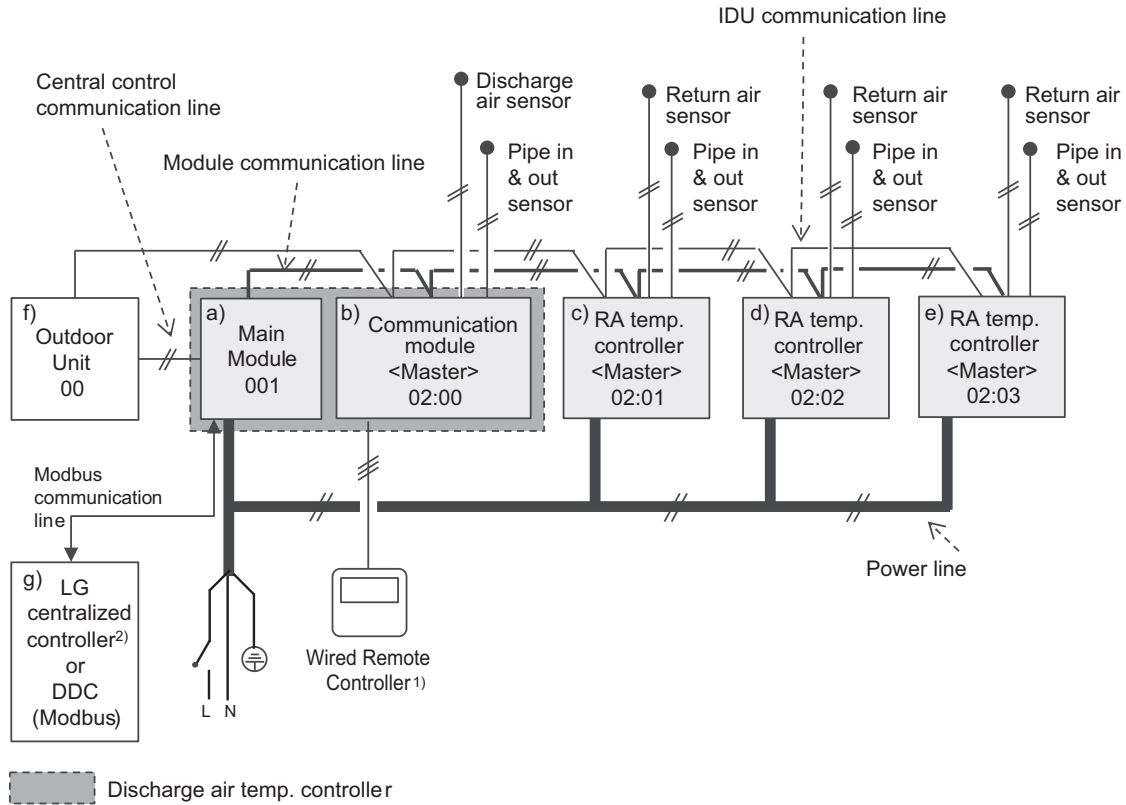 IDU communication line
Central control
communication line
Module communication line
Discharge
air sensor
Pipe in
& out
sensor
Return air
sensor
Pipe in
& out
sensor
Return air
sensor
Pipe in
& out
sensor
Return air
sensor
Pipe in
& out
sensor
f)
Outdoor
Unit
00
a)
Main
Module
001
b)
Communication
module
<Master>
02:00
c)
RA temp.
controller
<Master>
02:01
d)
RA temp.
controller
<Master>
02:02
e)
RA temp.
controller
<Master>
02:03
Modbus
communication
line
Power line
g)
LG
centralized
controller2)
or
DDC
(Modbus)
L N
Wired Remote
Controller1)
Discharge air temp. controller